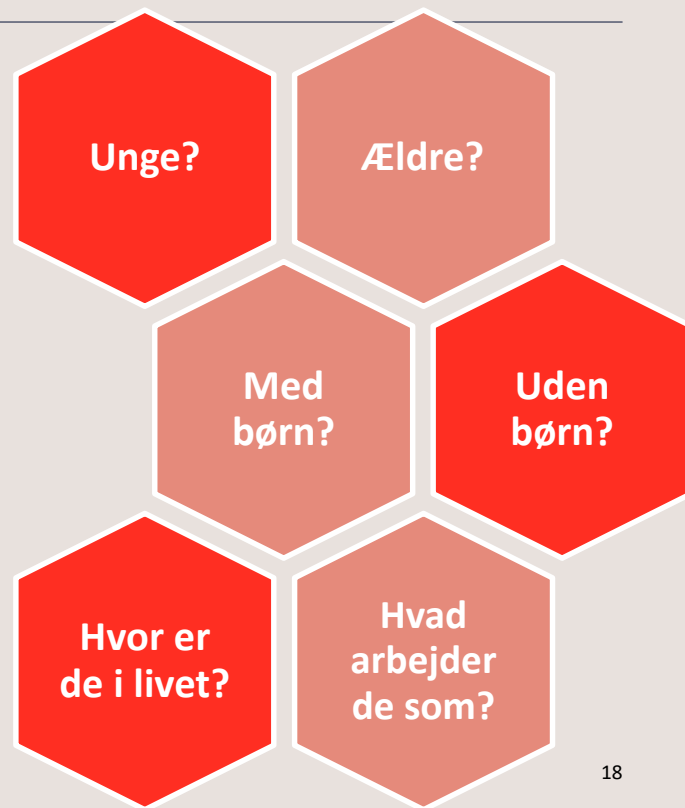 Unge?
Ældre?
Med
børn?
Uden
børn?
Hvor er
de i livet?
Hvad
arbejder
de som?
18